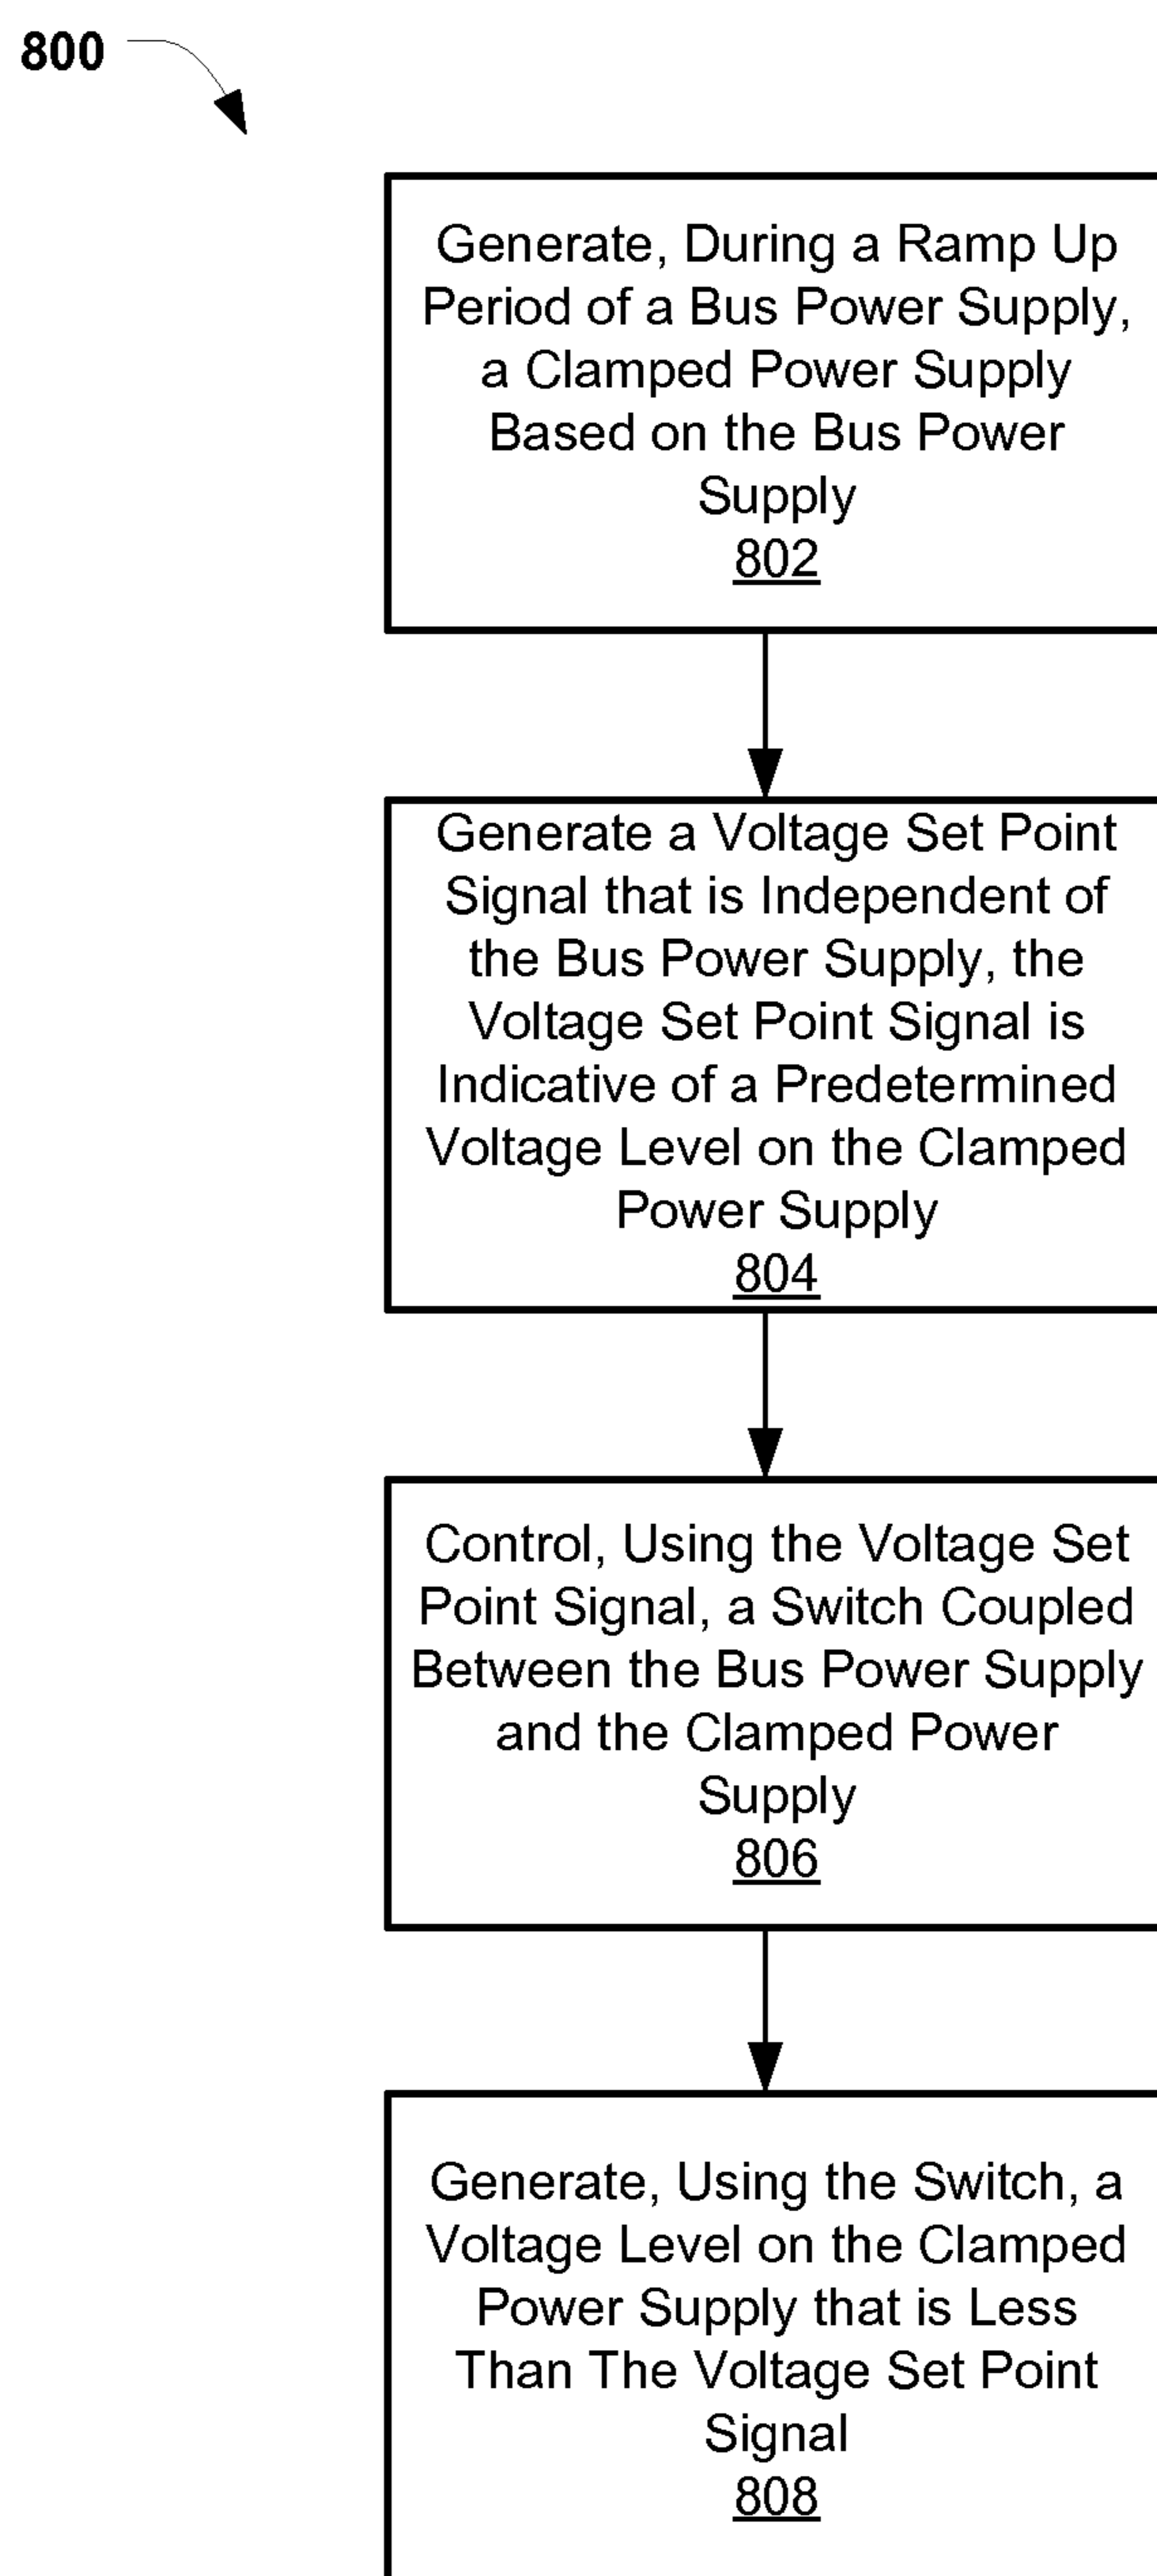 800
Generate, During a Ramp Up
Period of a Bus Power Supply,
a Clamped Power Supply
Based on the Bus Power
Supply
802
Generate a Voltage Set Point
Signal that is Independent of
the Bus Power Supply, the
Voltage Set Point Signal is
Indicative of a Predetermined
Voltage Level on the Clamped
Power Supply
804
Control, Using the Voltage Set
Point Signal, a Switch Coupled
Between the Bus Power Supply
and the Clamped Power
Supply
806
Generate, Using the Switch, a
Voltage Level on the Clamped
Power Supply that is Less
Than The Voltage Set Point
Signal
808